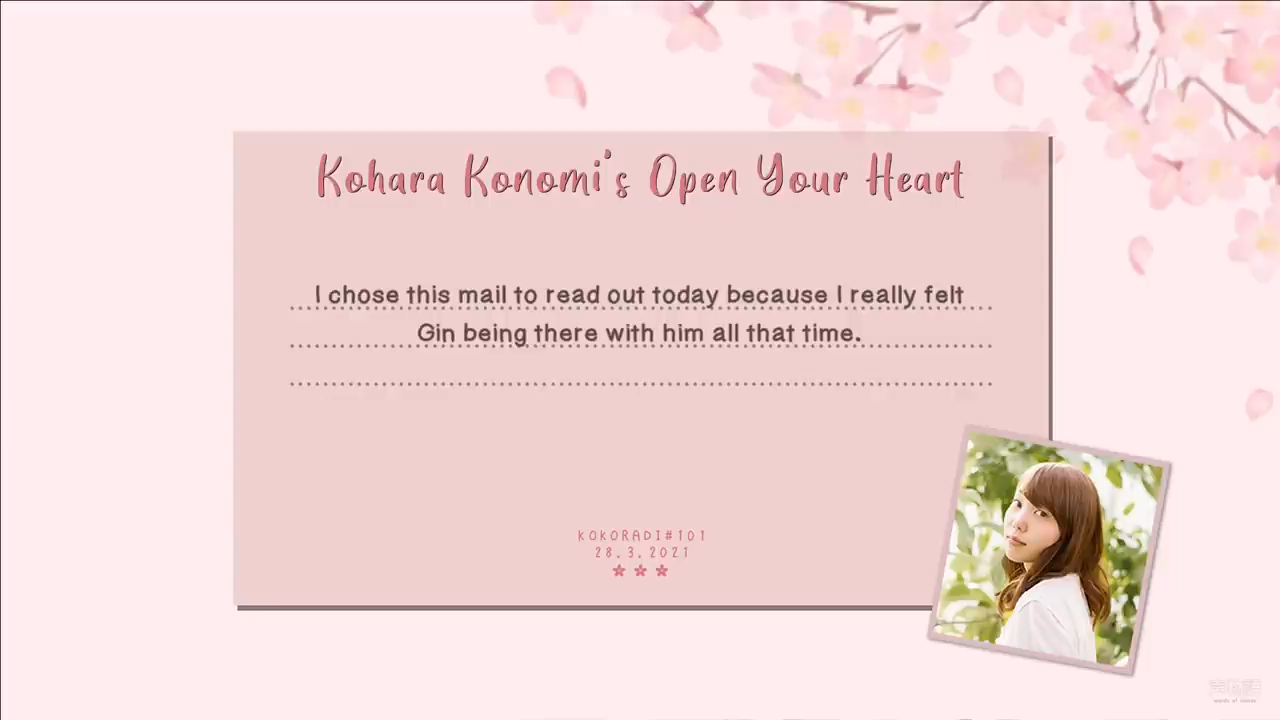 Kohara Konomi's Open Your Heart
I chose this mail to read out today because I really felt
Gin being there with him all that time.
KOKORADI#101
28.3.2021